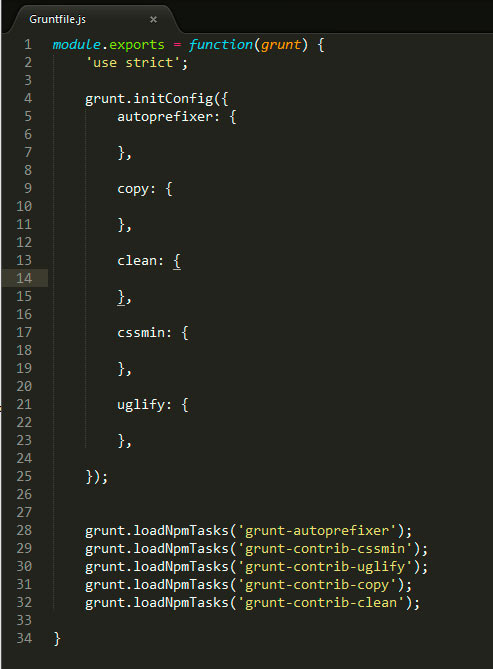 Gruntfile.js ×
1 module.exports = function(grunt) {
2 'use strict';
3
4 grunt.initConfig({
5 autoprefixer: {
6
7 },
8
9 copy: {
10
11 },
12
13 clean: {
14
15 },
16
17 cssmin: {
18
19 },
20
21 uglify: {
22
23 },
24
25 });
26
27
28 grunt.loadNpmTasks('grunt-autoprefixer');
29 grunt.loadNpmTasks('grunt-contrib-cssmin');
30 grunt.loadNpmTasks('grunt-contrib-uglify');
31 grunt.loadNpmTasks('grunt-contrib-copy');
32 grunt.loadNpmTasks('grunt-contrib-clean');
33
34 }